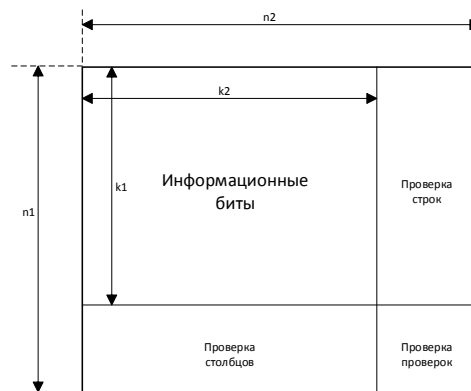 n2
k2
Информационные
биты
k1
Проверка
строк
n1
Проверка
столбцов
Проверка
проверок